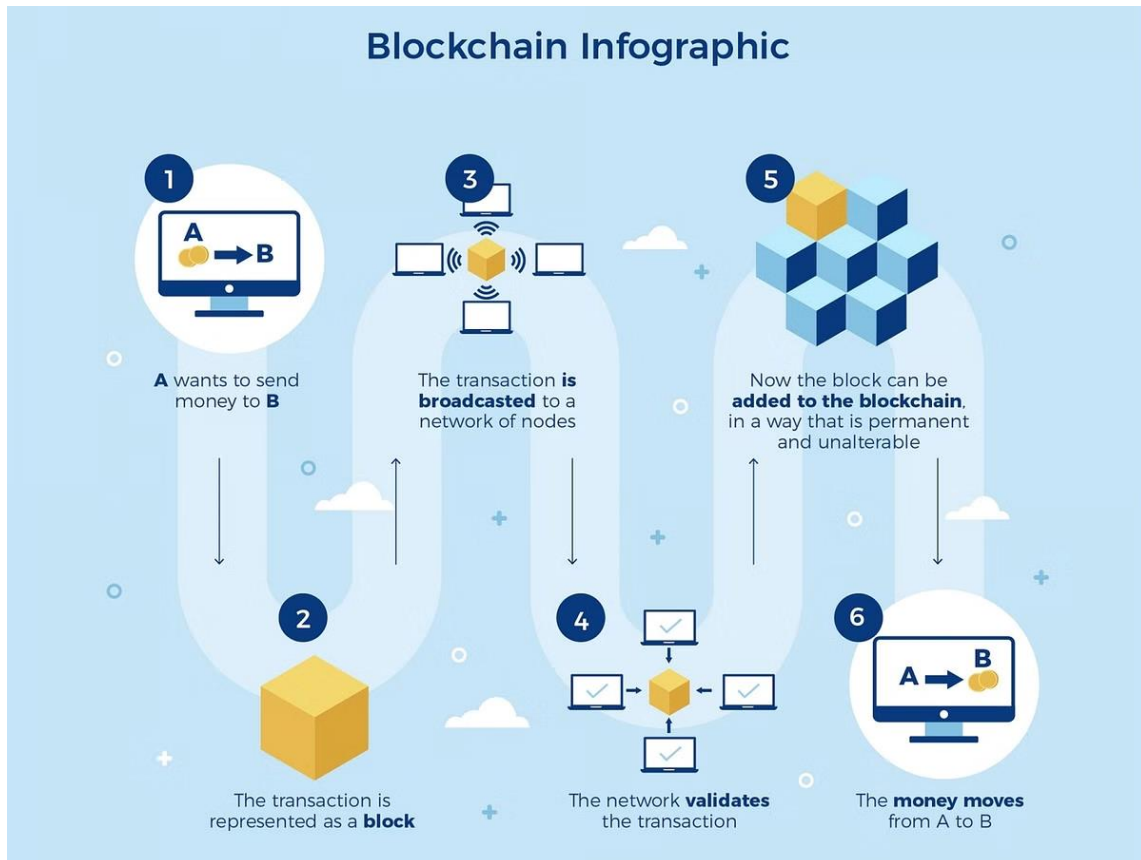 Blockchain Infographic
1
A
B
A wants to send
money to B
2
The transaction is
represented as a block
3
The transaction is
broadcasted to a
network of nodes
4
The network validates
the transaction
5
Now the block can be
added to the blockchain,
in a way that is permanent
and unalterable
6
A
B
The money moves
from A to B